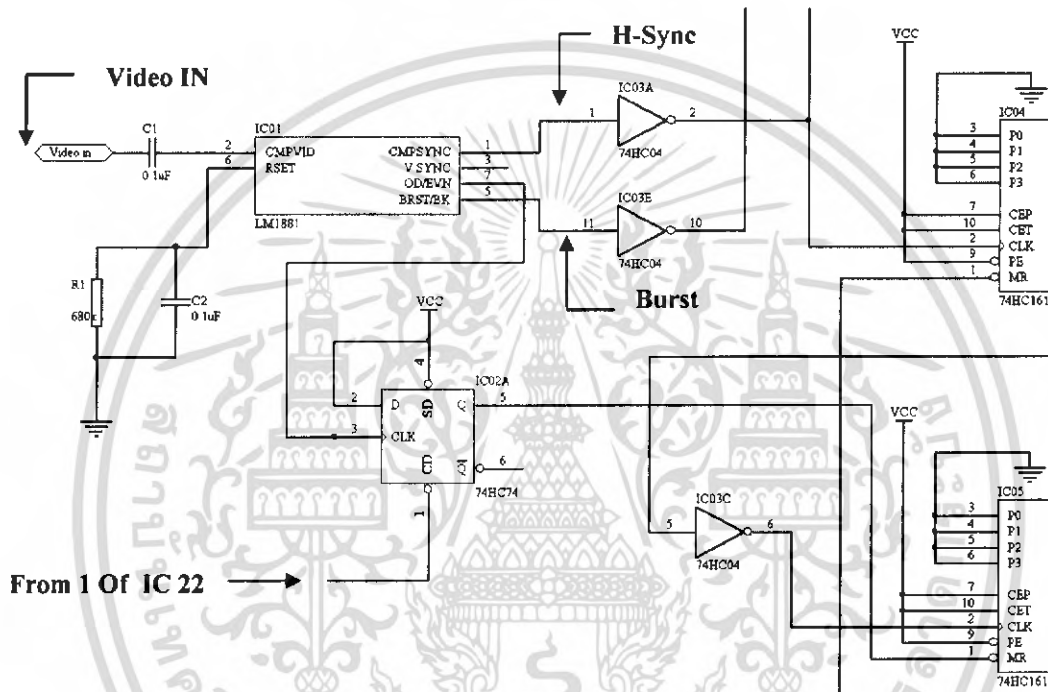 H-Sync
Video IN
Burst
From 1 Of IC 22
Video in
C1
0.1uF
2
6
IC01
CMPVID
RSET
CMPSYNC
V SYNC
OD/EVN
BRST/BK
LM1881
1
3
7
5
R1
680k
C2
0.1uF
1
IC03A
2
74HC04
11
IC03E
10
74HC04
VCC
4
IC02A
2
D
SD
Q
5
3
CLK
CD
Q
6
74HC74
1
5
IC03C
6
74HC04
VCC
IC04
3
P0
4
P1
5
P2
6
P3
7
CEP
10
CET
2
CLK
9
PE
1
MR
74HC161
VCC
IC05
3
P0
4
P1
5
P2
6
P3
7
CEP
10
CET
2
CLK
9
PE
1
MR
74HC161